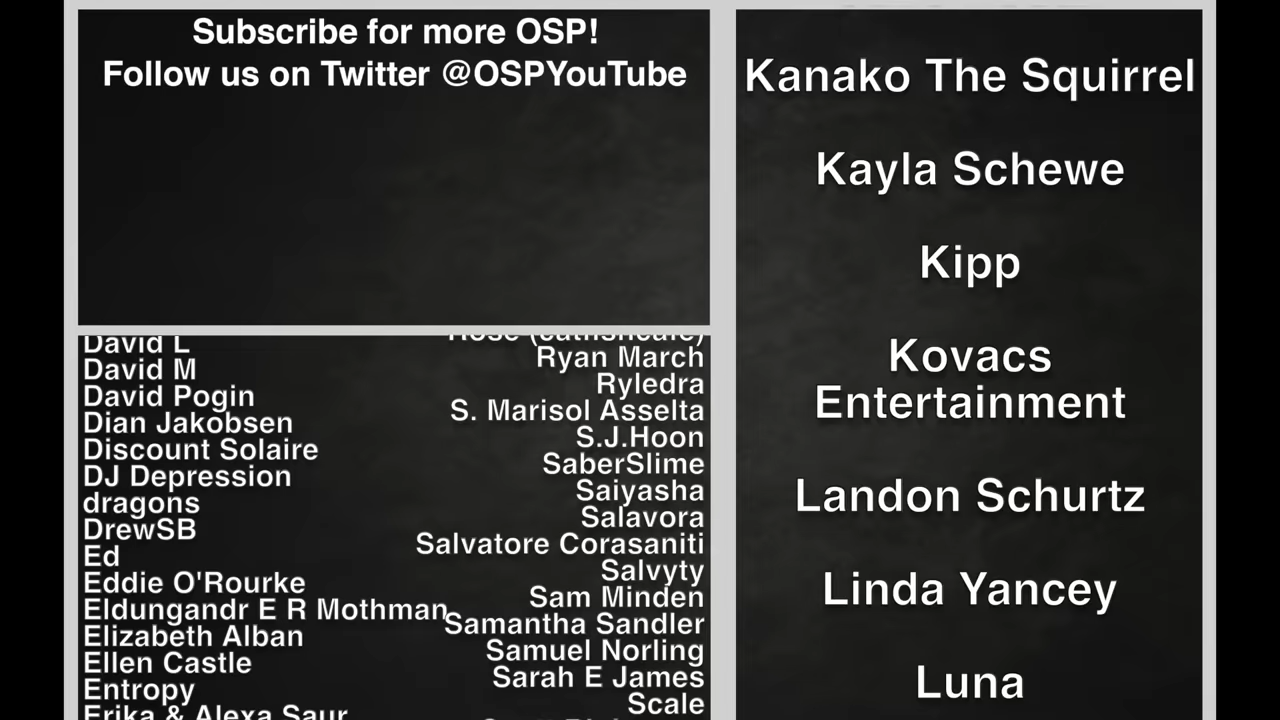 Subscribe for more OSP!
Follow us on Twitter @OSPYouTube
David L
David M
David Pogin
Dian Jakobsen
Discount Solaire
DJ Depression
dragons
DrewSB
Ed
Eddie O'Rourke
Eldungandr E R Mothman
Elizabeth Alban
Ellen Castle
Entropy
Erika & Alexa Saur
Ryan March
Ryledra
S. Marisol Asselta
S.J.Hoon
SaberSlime
Saiyasha
Salavora
Salvatore Corasaniti
Salvyty
Sam Minden
Samantha Sandler
Samuel Norling
Sarah E James
Scale
Kanako The Squirrel
Kayla Schewe
Kipp
Kovacs
Entertainment
Landon Schurtz
Linda Yancey
Luna